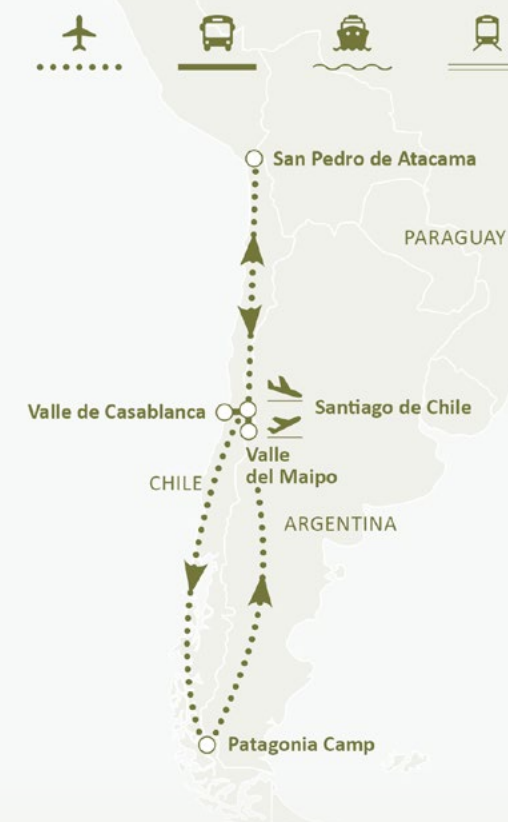 San Pedro de Atacama
PARAGUAY
Valle de Casablanca
Santiago de Chile
Valle
del Maipo
CHILE
ARGENTINA
Patagonia Camp